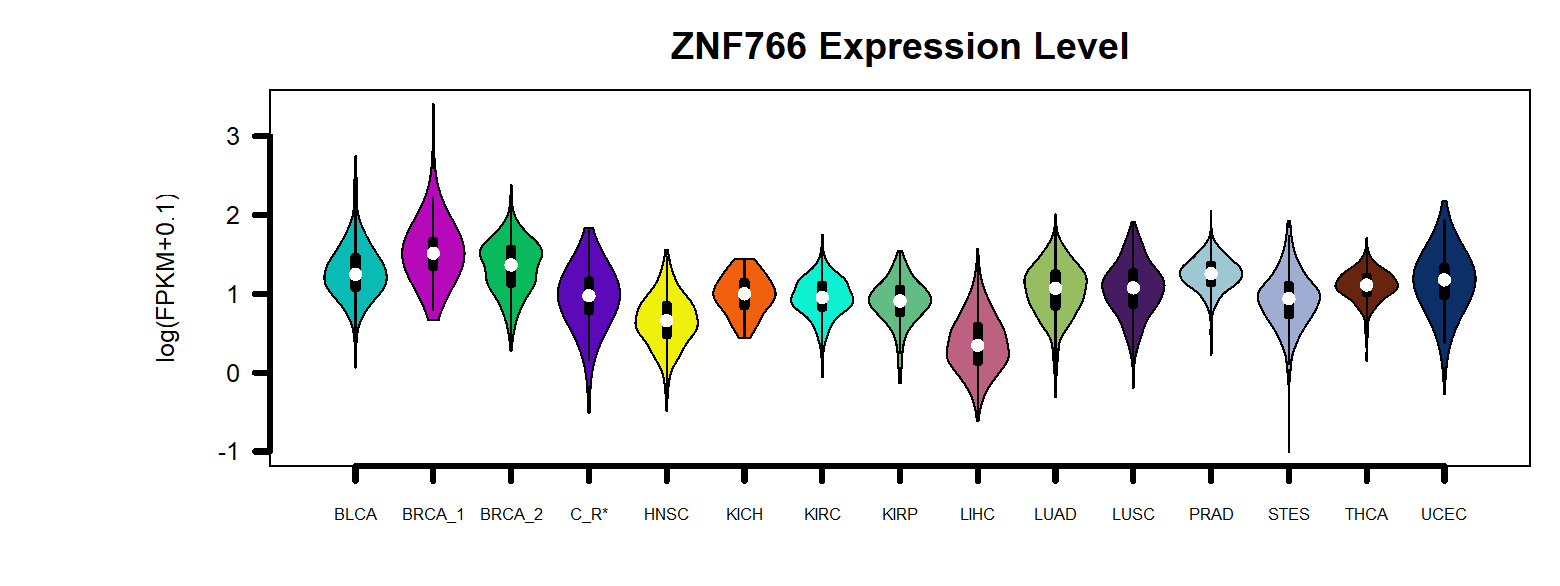 ZNF766 Expression Level
log(FPKM+0.1)
3
2
1
0
-1
BLCA BRCA_1 BRCA_2 C_R* HNSC KICH KIRC KIRP LIHC LUAD LUSC PRAD STES THCA UCEC